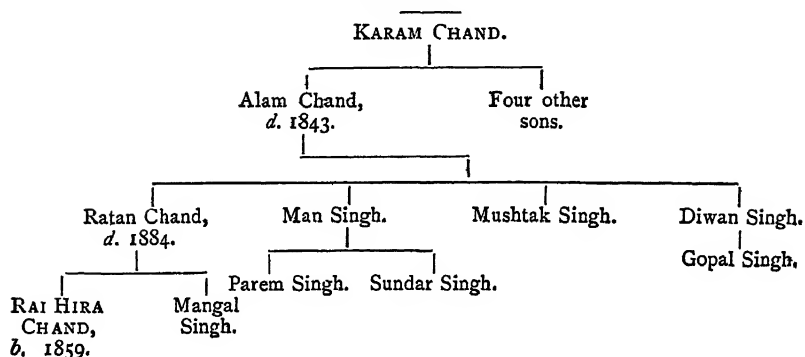 KARAM CHAND.
Alam Chand,
d. 1843.
Four other
sons.
Ratan Chand,
d. 1884.
Man Singh.
Mushtak Singh.
Diwan Singh.
Gopal Singh.
Parem Singh.
Sundar Singh.
RAI HIRA
CHAND,
b. 1859.
Mangal
Singh.